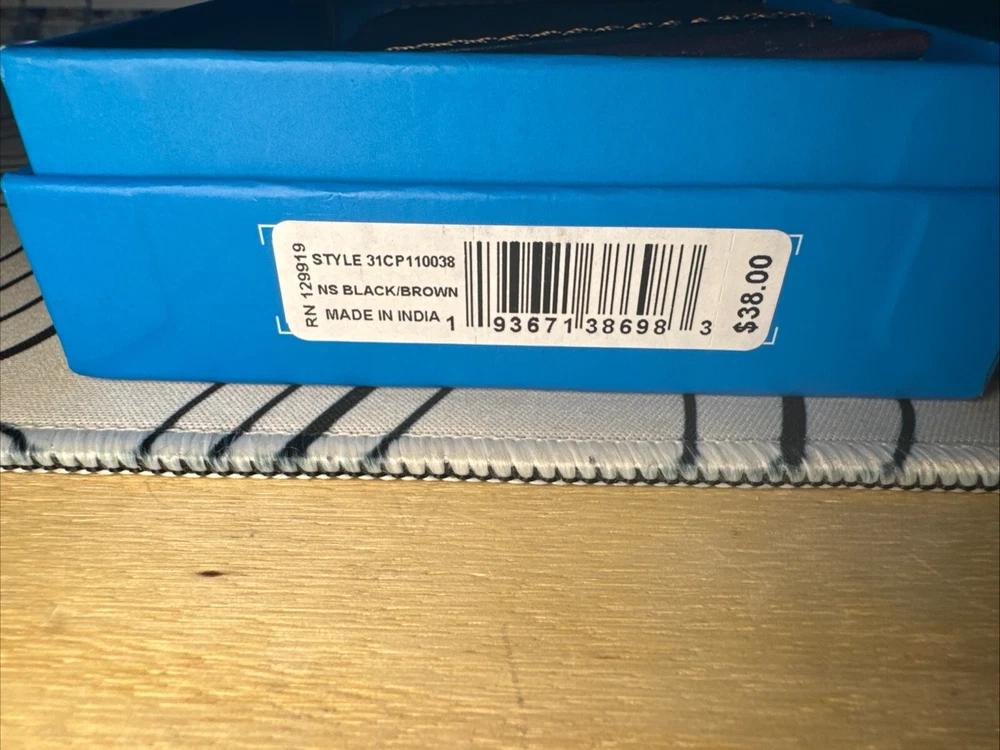 RN 129919
STYLE 31CP110038
NS BLACK/BROWN
MADE IN INDIA
1 93671 38698 3
$38.00